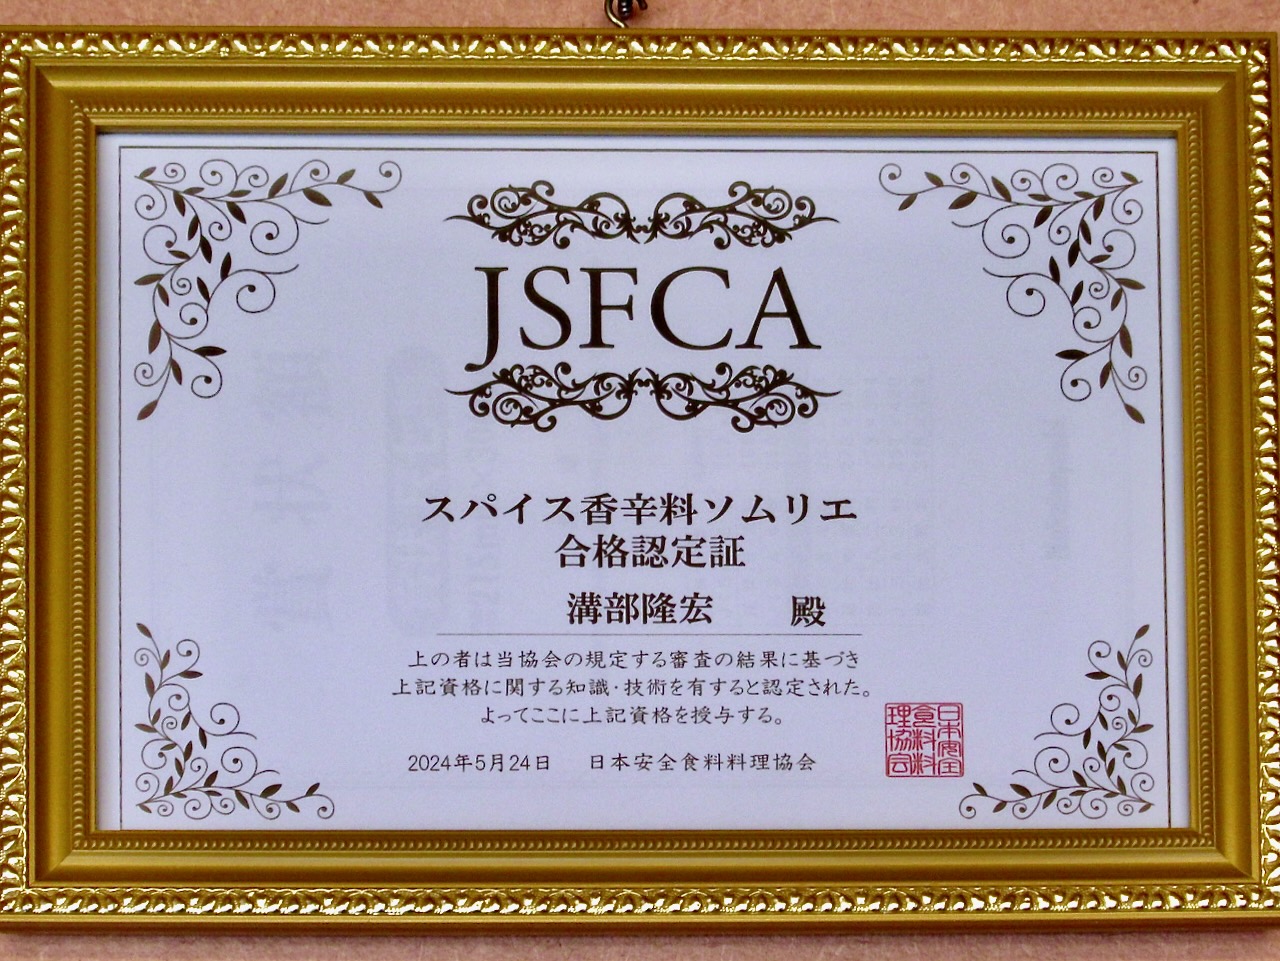 JSFCA
スパイス香辛料ソムリエ
合格認定証
溝部隆宏 殿
上の者は当協会の規定する審査の結果に基づき
上記資格に関する知識・技術を有すると認定された。
よってここに上記資格を授与する。
2024年5月24日 日本安全食料料理協会
日本安全
食料料
理協会